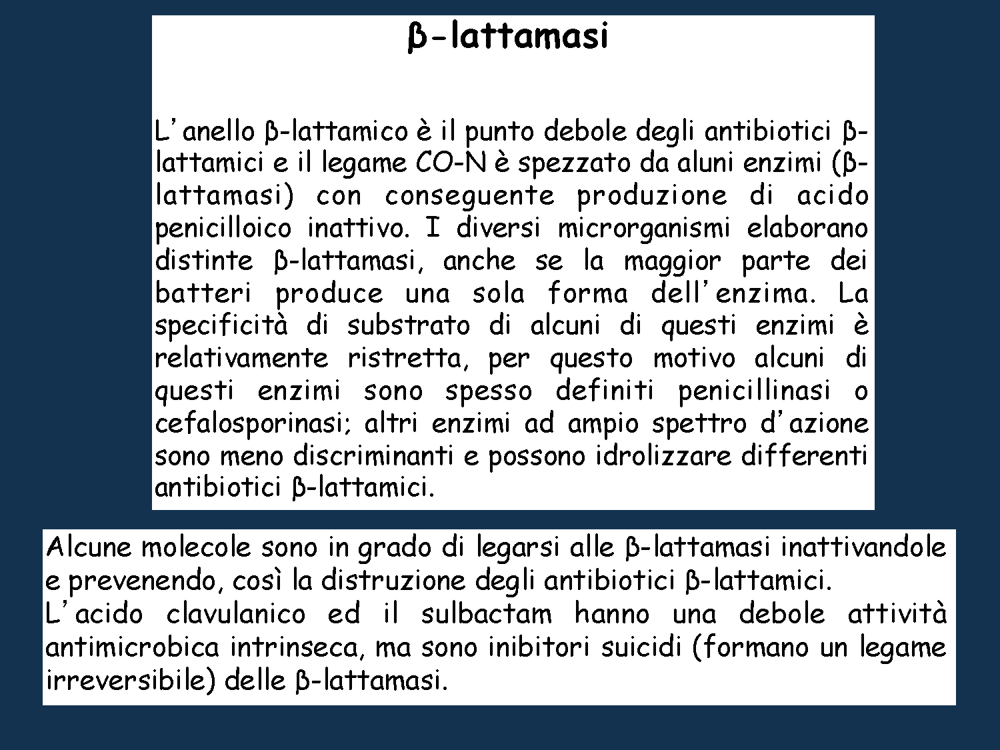 β-lattamasi
L’anello β-lattamico è il punto debole degli antibiotici β-
lattamici e il legame CO-N è spezzato da aluni enzimi (β-
lattamasi) con conseguente produzione di acido
penicilloico inattivo. I diversi microrganismi elaborano
distinte β-lattamasi, anche se la maggior parte dei
batteri produce una sola forma dell’enzima. La
specificità di substrato di alcuni di questi enzimi è
relativamente ristretta, per questo motivo alcuni di
questi enzimi sono spesso definiti penicillinasi o
cefalosporinasi; altri enzimi ad ampio spettro d’azione
sono meno discriminanti e possono idrolizzare differenti
antibiotici β-lattamici.
Alcune molecole sono in grado di legarsi alle β-lattamasi inattivandole
e prevenendo, così la distruzione degli antibiotici β-lattamici.
L’acido clavulanico ed il sulbactam hanno una debole attività
antimicrobica intrinseca, ma sono inibitori suicidi (formano un legame
irreversibile) delle β-lattamasi.